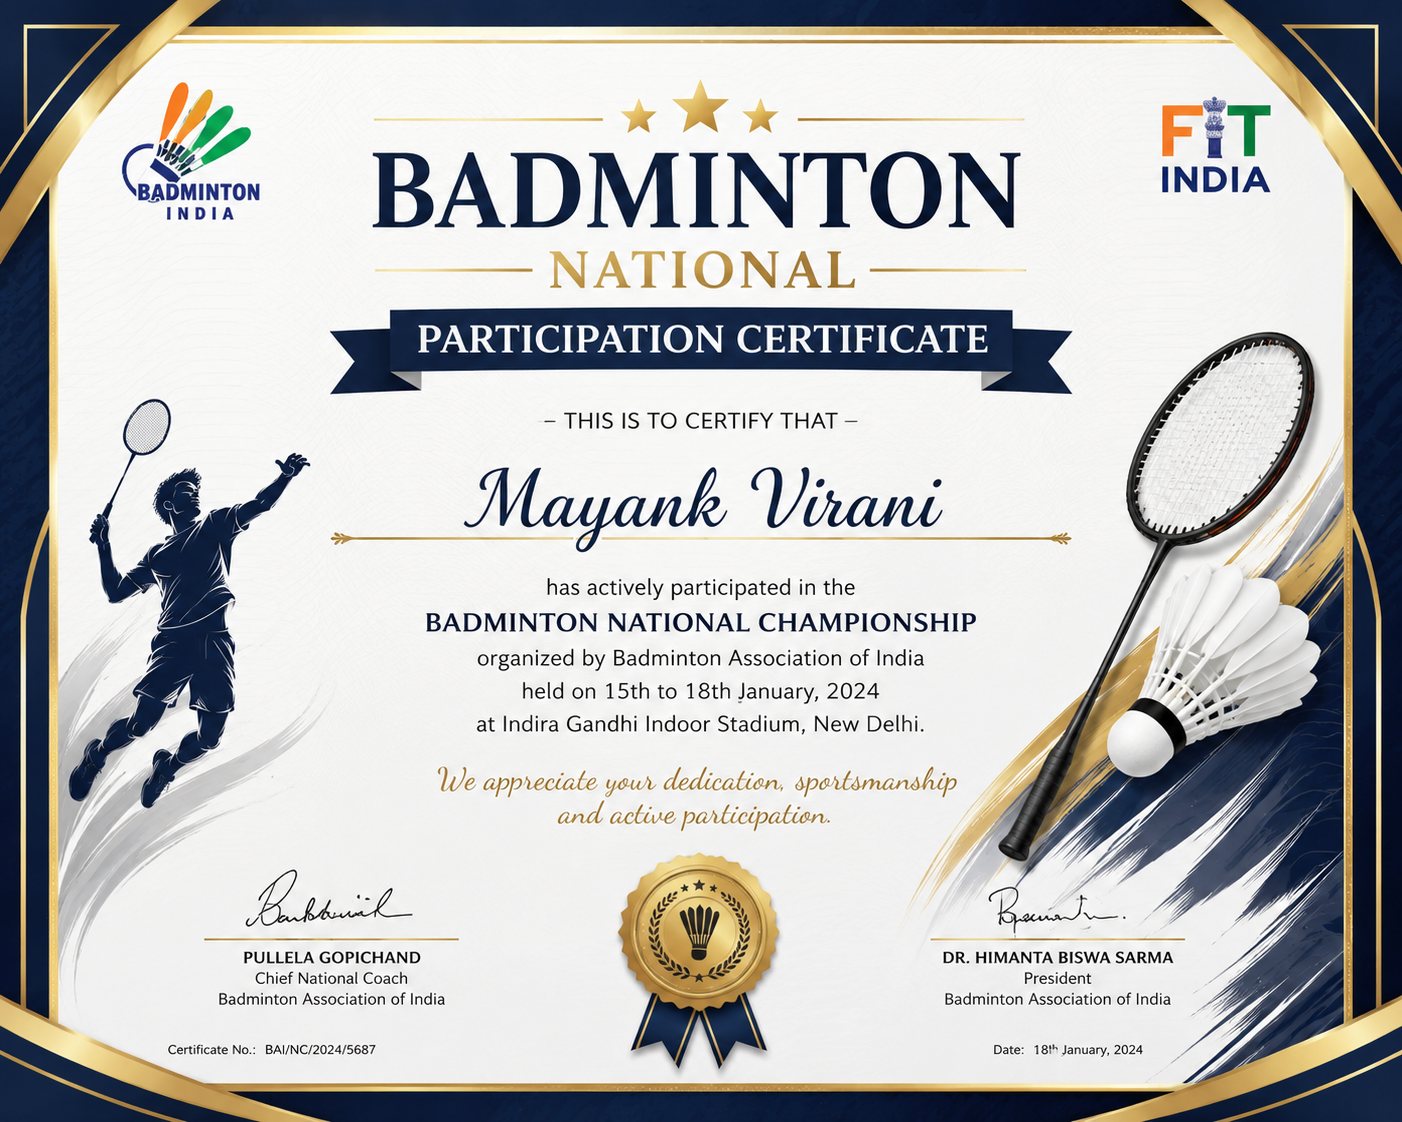 BADMINTON
INDIA
FIT
INDIA
BADMINTON
NATIONAL
PARTICIPATION CERTIFICATE
– THIS IS TO CERTIFY THAT –
Mayank Virani
has actively participated in the
BADMINTON NATIONAL CHAMPIONSHIP
organized by Badminton Association of India
held on 15th to 18th January, 2024
at Indira Gandhi Indoor Stadium, New Delhi.
We appreciate your dedication, sportsmanship
and active participation.
PULLELA GOPICHAND
Chief National Coach
Badminton Association of India
DR. HIMANTA BISWA SARMA
President
Badminton Association of India
Certificate No.: BAI/NC/2024/5687
Date: 18th January, 2024